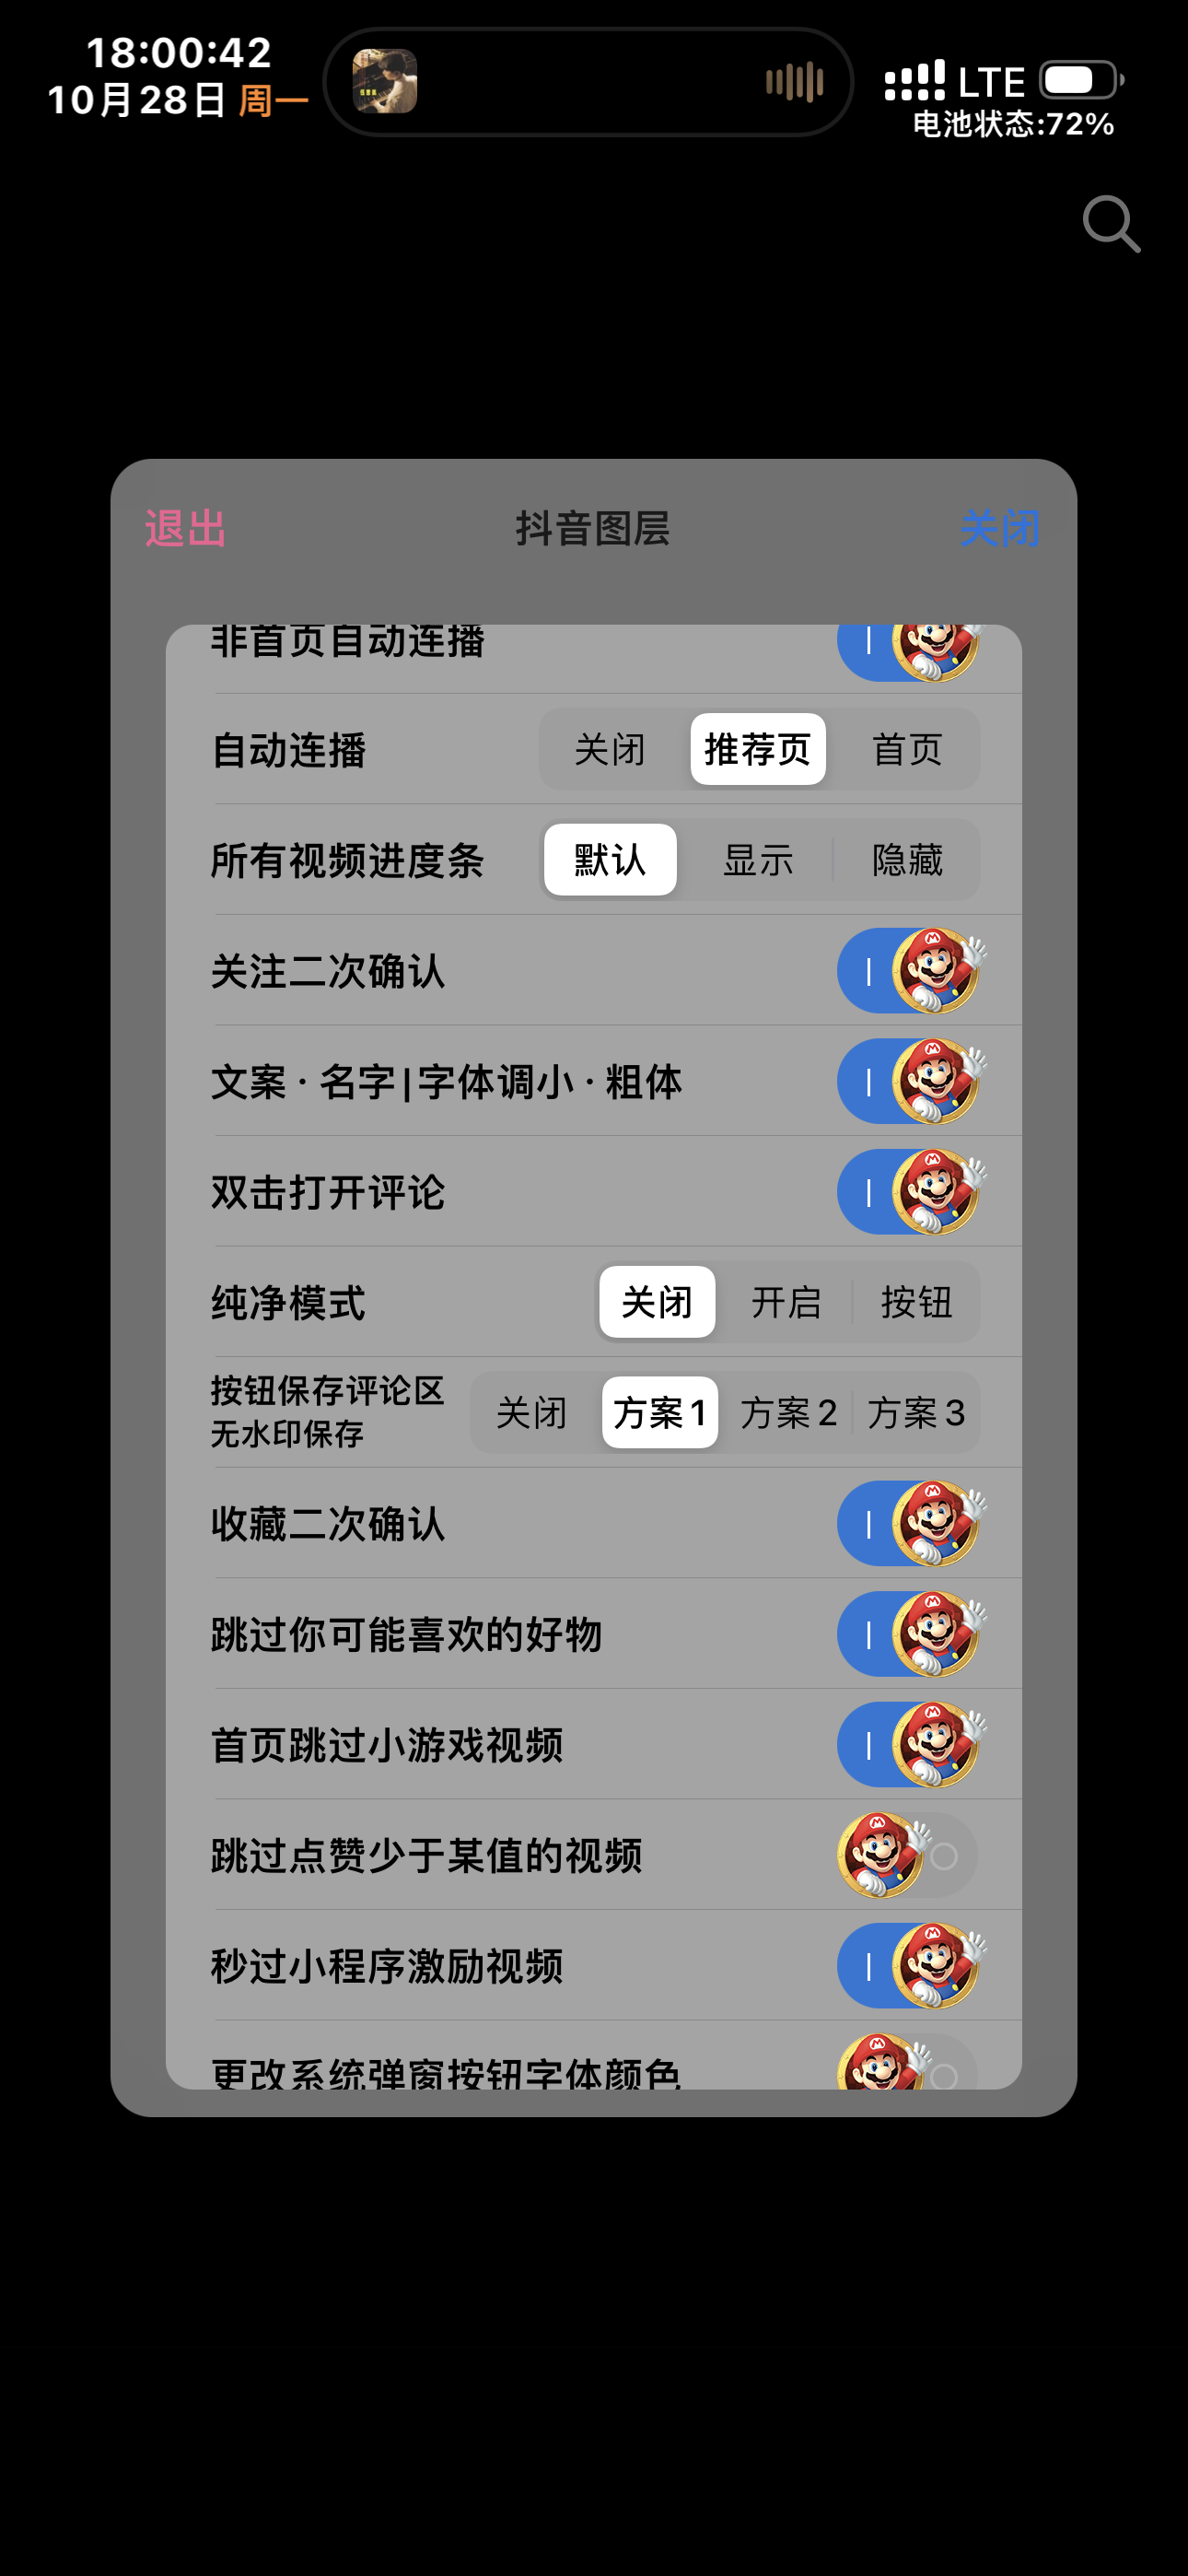 18:00:42
10月28日 周一
LTE
电池状态:72%
退出 抖音图层 关闭
非首页自动连播
自动连播 关闭 推荐页 首页
所有视频进度条 默认 显示 隐藏
关注二次确认
文案 · 名字|字体调小 · 粗体
双击打开评论
纯净模式 关闭 开启 按钮
按钮保存评论区
无水印保存
关闭 方案1 方案2 方案3
收藏二次确认
跳过你可能喜欢的好物
首页跳过小游戏视频
跳过点赞少于某值的视频
秒过小程序激励视频
更改系统弹窗按钮字体颜色